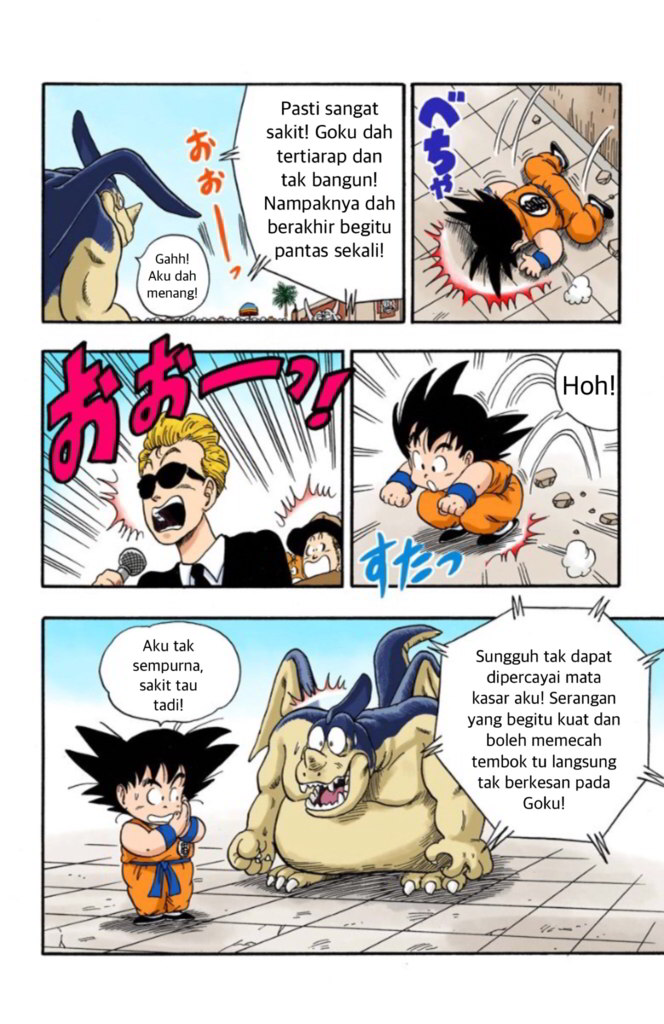 Pasti sangat
sakit! Goku dah
tertiarap dan
tak bangun!
Nampaknya dah
berakhir begitu
pantas sekali!
おおーっ
Gahh!
Aku dah
menang!
べちゃ
おおーっ!
Hoh!
すたっ
Aku tak
sempurna,
sakit tau
tadi!
Sungguh tak dapat
dipercayai mata
kasar aku! Serangan
yang begitu kuat dan
boleh memecah
tembok tu langsung
tak berkesan pada
Goku!